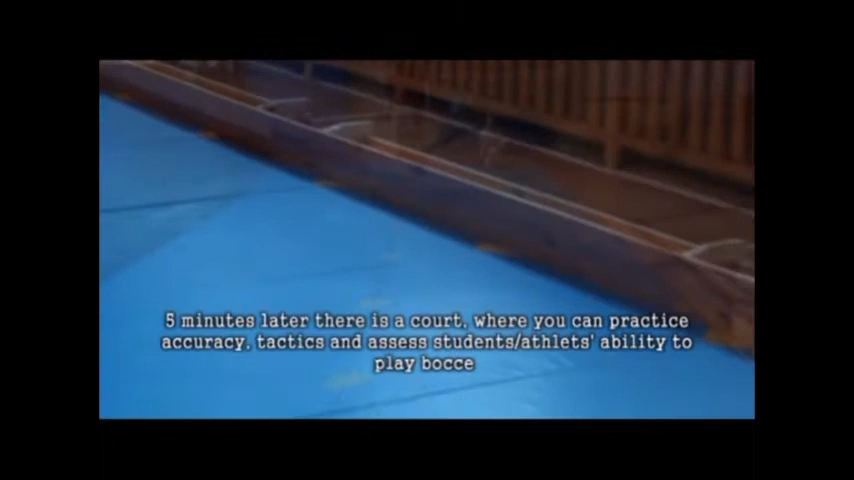 5 minutes later there is a court, where you can practice
accuracy, tactics and assess students/athlets' ability to
play bocce